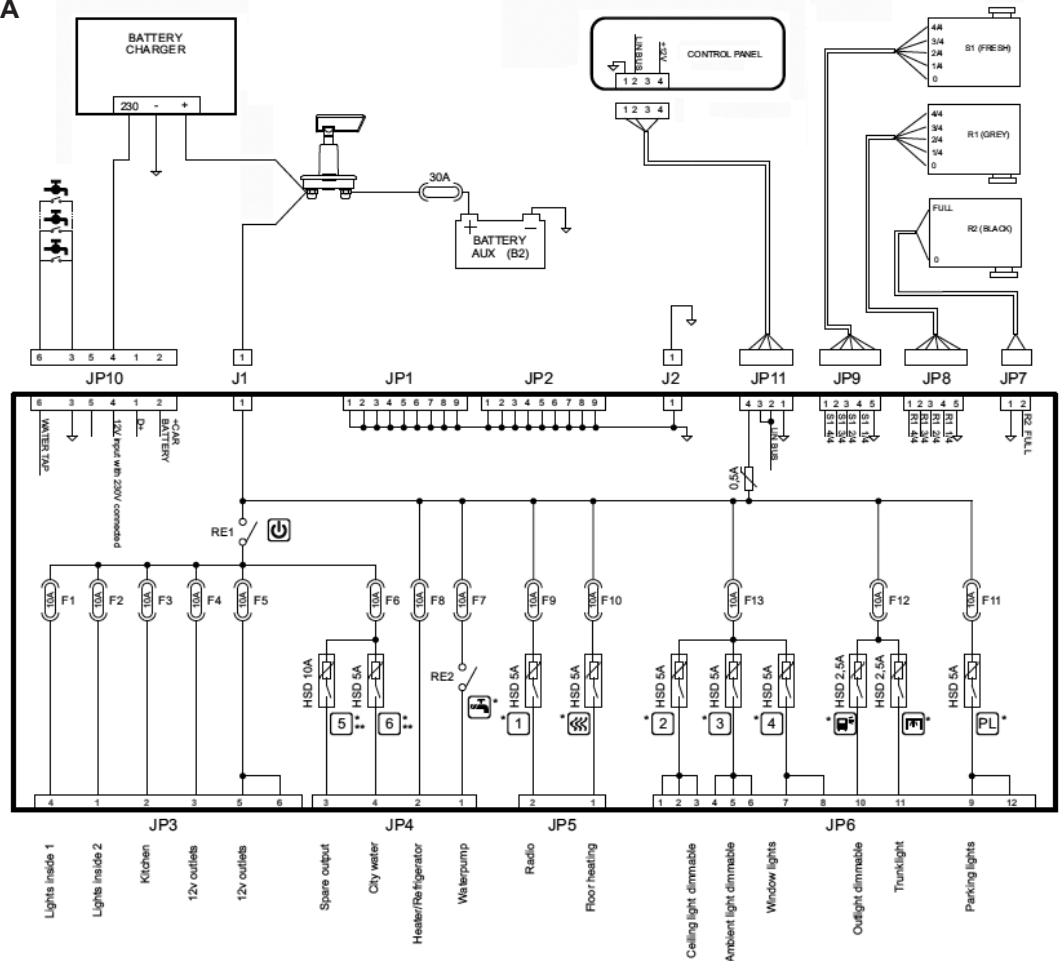 A
BATTERY
CHARGER
230 - +
LINBUS
+12V
CONTROL PANEL
1 2 3 4
1 2 3 4
4/4
3/4
2/4
1/4
0
S1 (FRESH)
4/4
3/4
2/4
1/4
0
R1 (GREY)
FULL
0
R2 (BLACK)
30A
+ -
BATTERY
AUX (B2)
6 3 5 4 1 2
1
1
JP10 J1 JP1 JP2 J2 JP11 JP9 JP8 JP7
6 3 5 4 1 2
1
1 2 3 4 5 6 7 8 9
1 2 3 4 5 6 7 8 9
1
4 3 2 1
1 2 3 4 5
1 2 3 4 5
1 2
WATER TAP
12V input with 230V connected
D+
+CAR
BATTERY
LIN BUS
S1 4/4
S1 3/4
S1 2/4
S1 1/4
R1 4/4
R1 3/4
R1 2/4
R1 1/4
R2 FULL
0,5A
RE1
10A F1
10A F2
10A F3
10A F4
10A F5
10A F6
10A F8
10A F7
10A F9
10A F10
10A F13
10A F12
10A F11
HSD 10A
HSD 5A
RE2
HSD 5A
HSD 5A
HSD 5A
HSD 5A
HSD 5A
HSD 2,5A
HSD 2,5A
HSD 5A
5 * **
6 * **
*
* 1
*
* 2
* 3
* 4
*
*
PL *
4 1 2 3 5 6
3 4 2 1
2 1
1 2 3 4 5 6 7 8 10 11 9 12
JP3 JP4 JP5 JP6
Lights inside 1
Lights inside 2
Kitchen
12v outlets
12v outlets
Spare output
City water
Heater/Refrigerator
Waterpump
Radio
Floor heating
Ceiling light dimmable
Ambient light dimmable
Window lights
Outlight dimmable
Trunklight
Parking lights